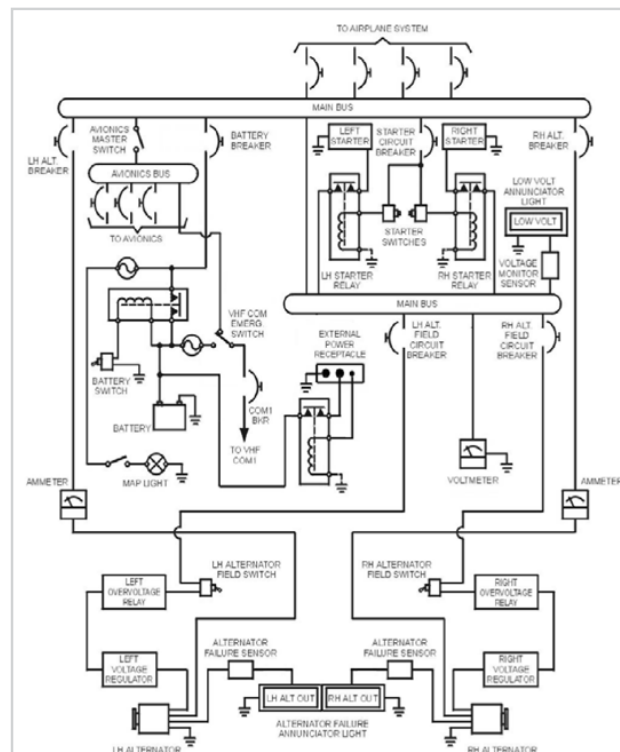 TO AIRPLANE SYSTEM
MAIN BUS
AVIONICS
MASTER
SWITCH
BATTERY
BREAKER
LH ALT.
BREAKER
LEFT
STARTER
STARTER
CIRCUIT
BREAKER
RIGHT
STARTER
RH ALT.
BREAKER
AVIONICS BUS
TO AVIONICS
LOW VOLT
ANNUNCIATOR
LIGHT
LOW VOLT
STARTER
SWITCHES
LH STARTER
RELAY
RH STARTER
RELAY
VOLTAGE
MONITOR
SENSOR
MAIN BUS
VHF COM
EMERG.
SWITCH
EXTERNAL
POWER
RECEPTACLE
LH ALT.
FIELD
CIRCUIT
BREAKER
RH ALT.
FIELD
CIRCUIT
BREAKER
BATTERY
SWITCH
BATTERY
COM1
BKR
TO VHF
COM1
MAP LIGHT
VOLTMETER
AMMETER
AMMETER
LEFT
OVERVOLTAGE
RELAY
LH ALTERNATOR
FIELD SWITCH
RH ALTERNATOR
FIELD SWITCH
RIGHT
OVERVOLTAGE
RELAY
LEFT
VOLTAGE
REGULATOR
ALTERNATOR
FAILURE SENSOR
ALTERNATOR
FAILURE SENSOR
RIGHT
VOLTAGE
REGULATOR
LH ALT OUT
RH ALT OUT
ALTERNATOR FAILURE
ANNUNCIATOR LIGHT
LH ALTERNATOR
RH ALTERNATOR